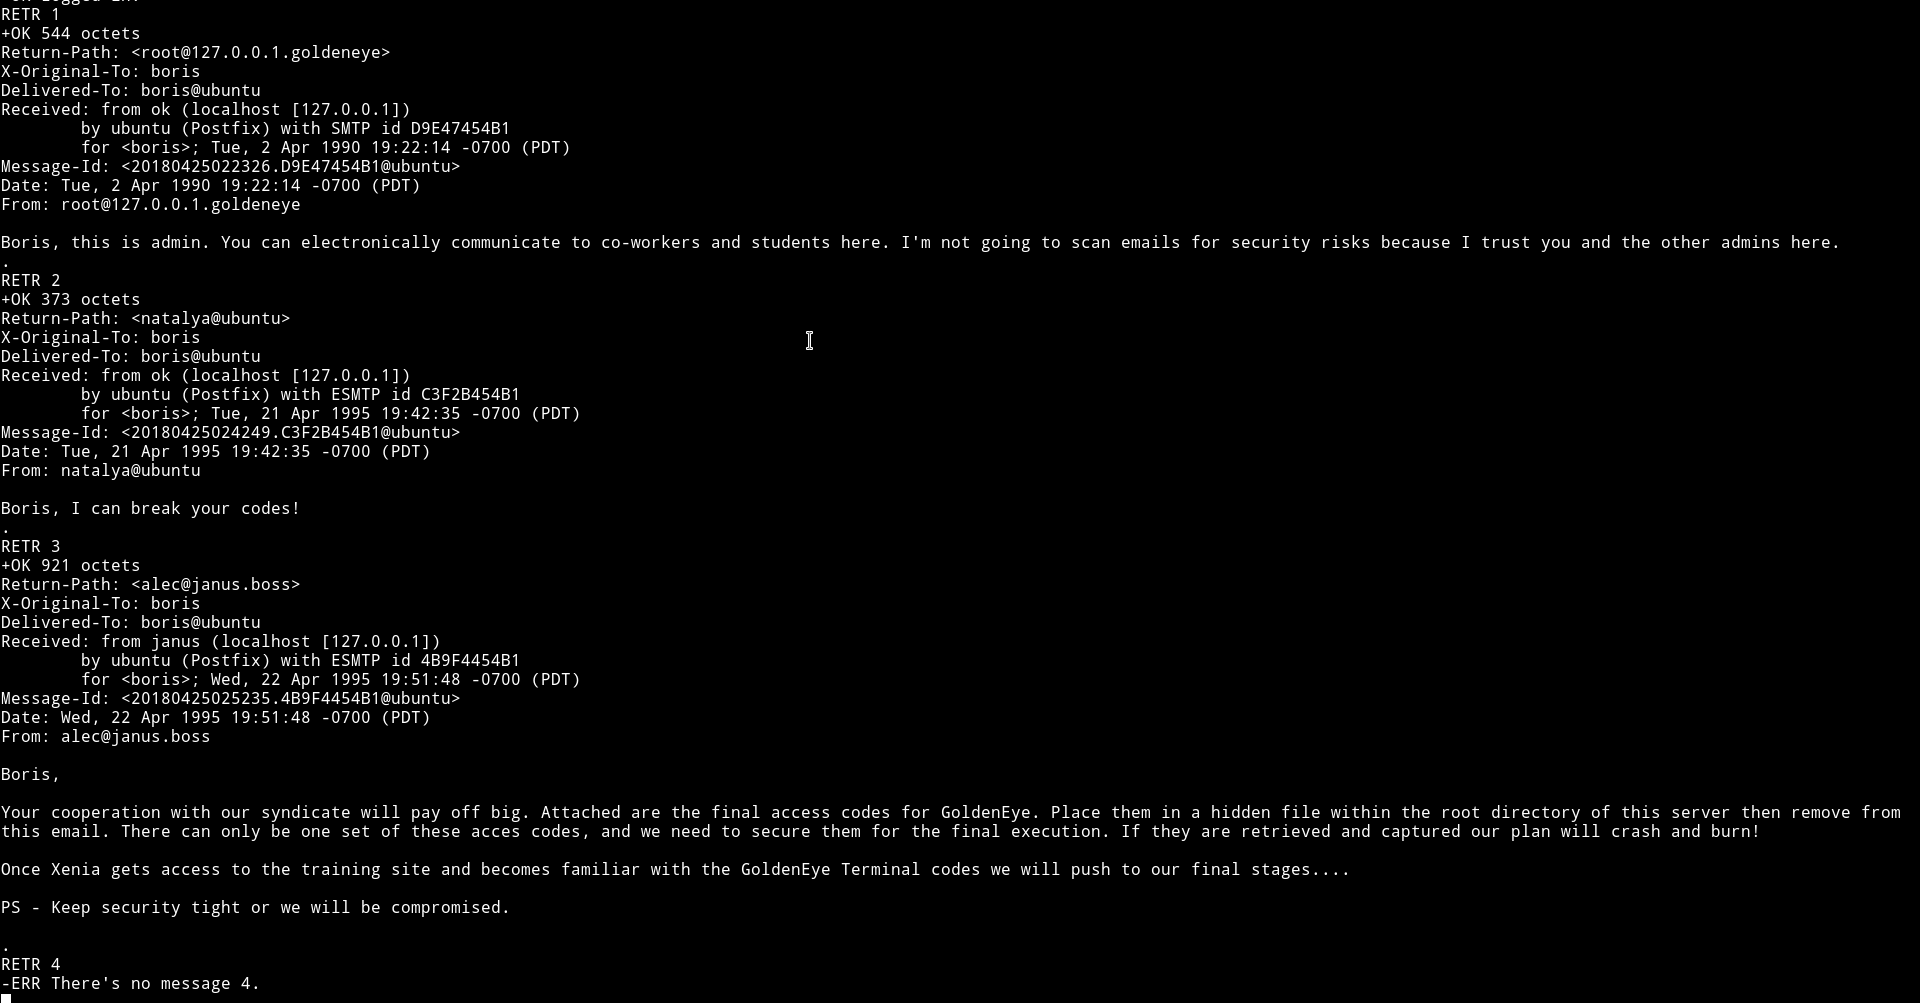 RETR 1
+OK 544 octets
Return-Path: <root@127.0.0.1.goldeneye>
X-Original-To: boris
Delivered-To: boris@ubuntu
Received: from ok (localhost [127.0.0.1])
        by ubuntu (Postfix) with SMTP id D9E47454B1
        for <boris>; Tue, 2 Apr 1990 19:22:14 -0700 (PDT)
Message-Id: <20180425022326.D9E47454B1@ubuntu>
Date: Tue, 2 Apr 1990 19:22:14 -0700 (PDT)
From: root@127.0.0.1.goldeneye

Boris, this is admin. You can electronically communicate to co-workers and students here. I'm not going to scan emails for security risks because I trust you and the other admins here.
.
RETR 2
+OK 373 octets
Return-Path: <natalya@ubuntu>
X-Original-To: boris
Delivered-To: boris@ubuntu
Received: from ok (localhost [127.0.0.1])
        by ubuntu (Postfix) with ESMTP id C3F2B454B1
        for <boris>; Tue, 21 Apr 1995 19:42:35 -0700 (PDT)
Message-Id: <20180425024249.C3F2B454B1@ubuntu>
Date: Tue, 21 Apr 1995 19:42:35 -0700 (PDT)
From: natalya@ubuntu

Boris, I can break your codes!
.
RETR 3
+OK 921 octets
Return-Path: <alec@janus.boss>
X-Original-To: boris
Delivered-To: boris@ubuntu
Received: from janus (localhost [127.0.0.1])
        by ubuntu (Postfix) with ESMTP id 4B9F4454B1
        for <boris>; Wed, 22 Apr 1995 19:51:48 -0700 (PDT)
Message-Id: <20180425025235.4B9F4454B1@ubuntu>
Date: Wed, 22 Apr 1995 19:51:48 -0700 (PDT)
From: alec@janus.boss

Boris,

Your cooperation with our syndicate will pay off big. Attached are the final access codes for GoldenEye. Place them in a hidden file within the root directory of this server then remove from
this email. There can only be one set of these acces codes, and we need to secure them for the final execution. If they are retrieved and captured our plan will crash and burn!

Once Xenia gets access to the training site and becomes familiar with the GoldenEye Terminal codes we will push to our final stages....

PS - Keep security tight or we will be compromised.

.
RETR 4
-ERR There's no message 4.